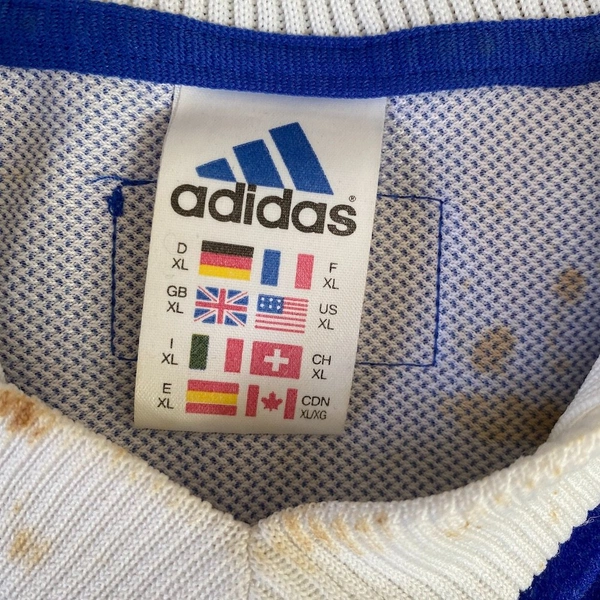 adidas®
D XL F XL
GB XL US XL
I XL CH XL
E XL CDN XL/XG